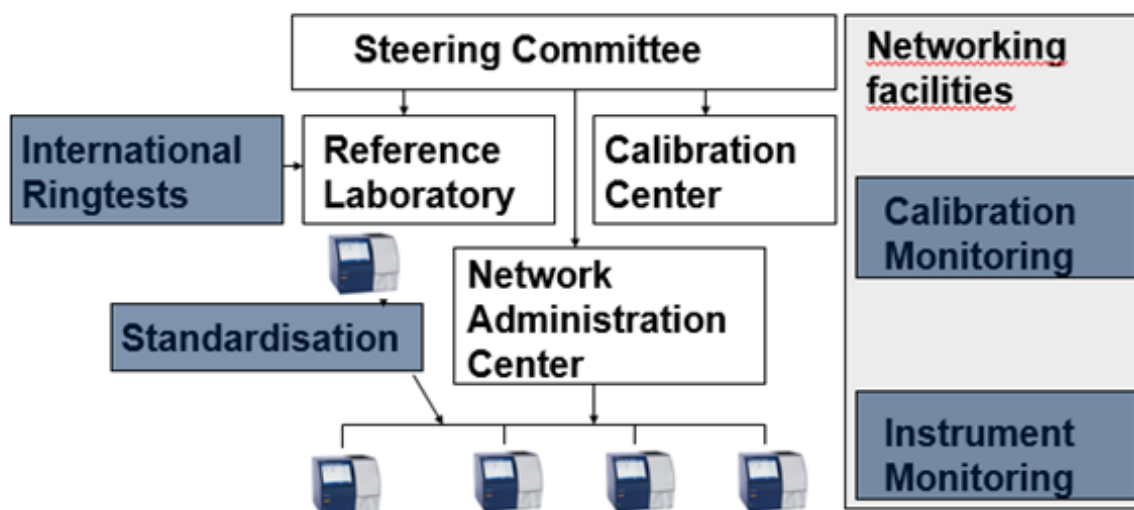 Steering Committee
Networking
facilities
International
Ringtests
Reference
Laboratory
Calibration
Center
Calibration
Monitoring
Network
Administration
Center
Standardisation
Instrument
Monitoring